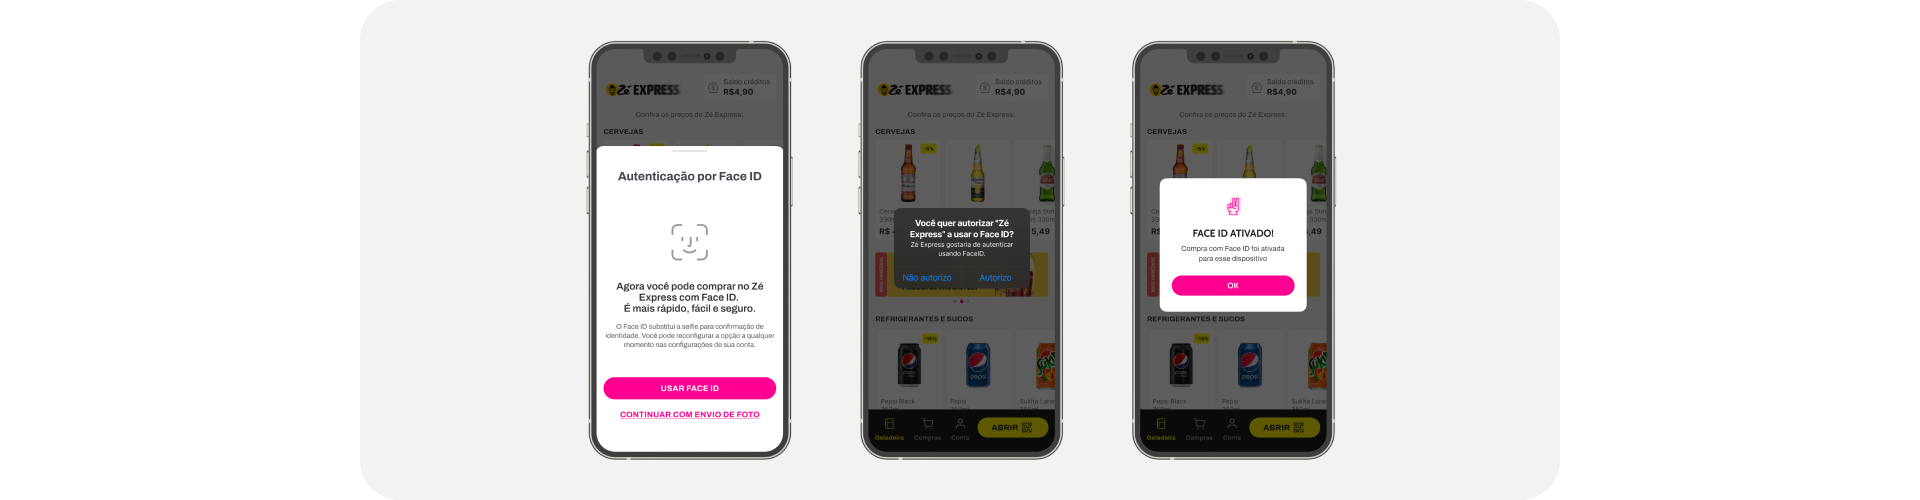 Zé EXPRESS
Saldo créditos
R$4,90
Confira os preços do Zé Express:
CERVEJAS
Autenticação por Face ID
Agora você pode comprar no Zé
Express com Face ID.
É mais rápido, fácil e seguro.
O Face ID substitui a selfie para confirmação de
identidade. Você pode reconfigurar a opção a qualquer
momento nas configurações de sua conta.
USAR FACE ID
CONTINUAR COM ENVIO DE FOTO
Zé EXPRESS
Saldo créditos
R$4,90
Confira os preços do Zé Express:
CERVEJAS
-5%
Você quer autorizar "Zé
Express" a usar o Face ID?
Zé Express gostaria de autenticar
usando FaceID.
Não autorizo
Autorizo
R$
5,49
REFRIGERANTES E SUCOS
-15%
pepsi
Pepsi Black
Pepsi
Sukita Laran
Geladeira
Compras
Conta
ABRIR
Zé EXPRESS
Saldo créditos
R$4,90
Confira os preços do Zé Express:
CERVEJAS
-5%
FACE ID ATIVADO!
Compra com Face ID foi ativada
para esse dispositivo
OK
5,49
REFRIGERANTES E SUCOS
-15%
pepsi
Pepsi Black
Pepsi
Sukita Laran
Geladeira
Compras
Conta
ABRIR